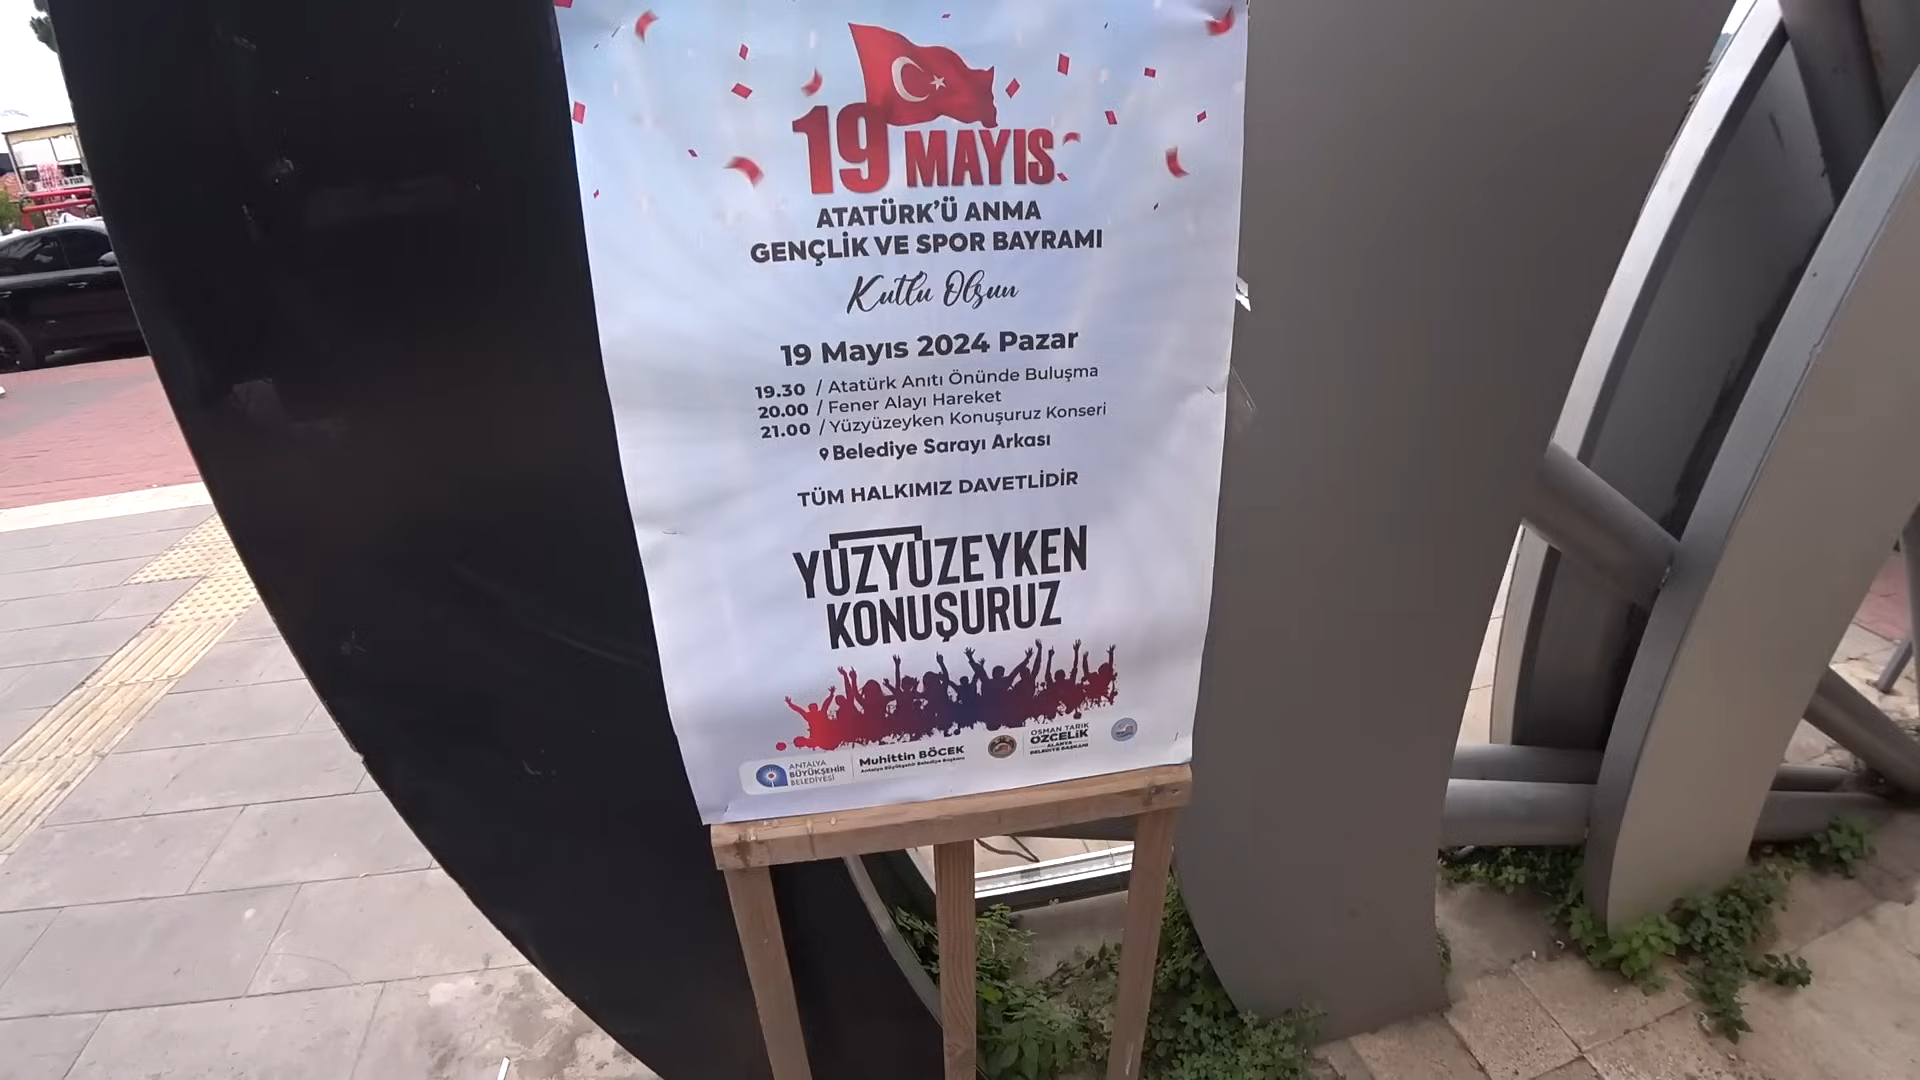 19 MAYIS
ATATÜRK'Ü ANMA
GENÇLİK VE SPOR BAYRAMI
Kutlu Olsun
19 Mayıs 2024 Pazar
19.30 / Atatürk Anıtı Önünde Buluşma
20.00 / Fener Alayı Hareket
21.00 / Yüzyüzeyken Konuşuruz Konseri
Belediye Sarayı Arkası
TÜM HALKIMIZ DAVETLİDİR
YÜZYÜZEYKEN
KONUŞURUZ
ANTALYA
BÜYÜKŞEHİR
BELEDİYESİ
Muhittin BÖCEK
Antalya Büyükşehir Belediye Başkanı
OSMAN TARIK
ÖZÇELİK
ALANYA
BELEDİYE BAŞKANI